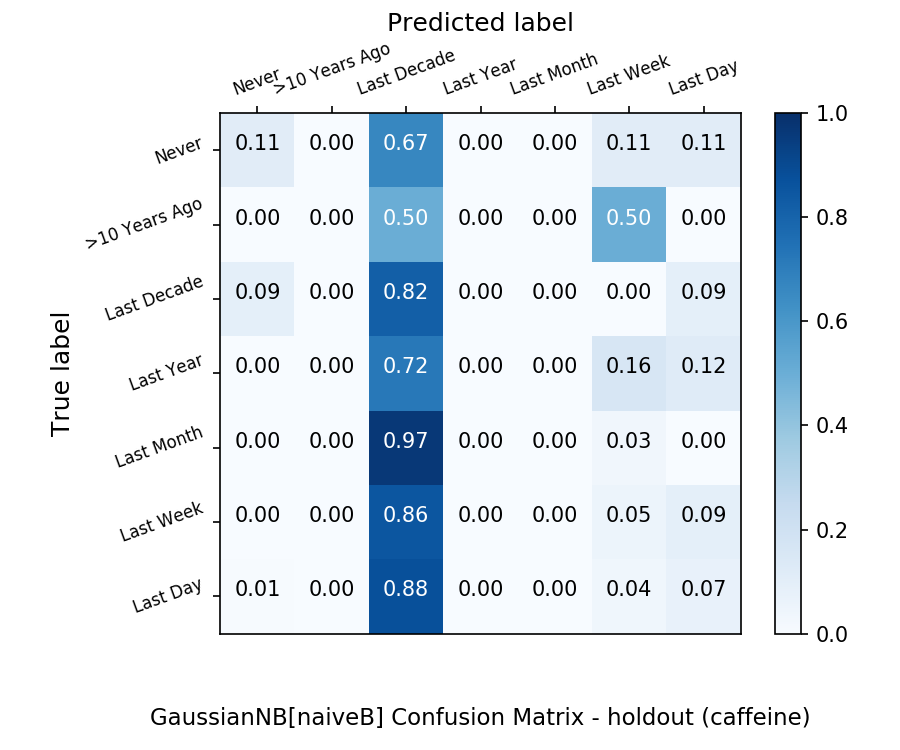 Predicted label
Never >10 Years Ago Last Decade Last Year Last Month Last Week Last Day
True label
Never 0.11 0.00 0.67 0.00 0.00 0.11 0.11
>10 Years Ago 0.00 0.00 0.50 0.00 0.00 0.50 0.00
Last Decade 0.09 0.00 0.82 0.00 0.00 0.00 0.09
Last Year 0.00 0.00 0.72 0.00 0.00 0.16 0.12
Last Month 0.00 0.00 0.97 0.00 0.00 0.03 0.00
Last Week 0.00 0.00 0.86 0.00 0.00 0.05 0.09
Last Day 0.01 0.00 0.88 0.00 0.00 0.04 0.07
1.0
0.8
0.6
0.4
0.2
0.0
GaussianNB[naiveB] Confusion Matrix - holdout (caffeine)